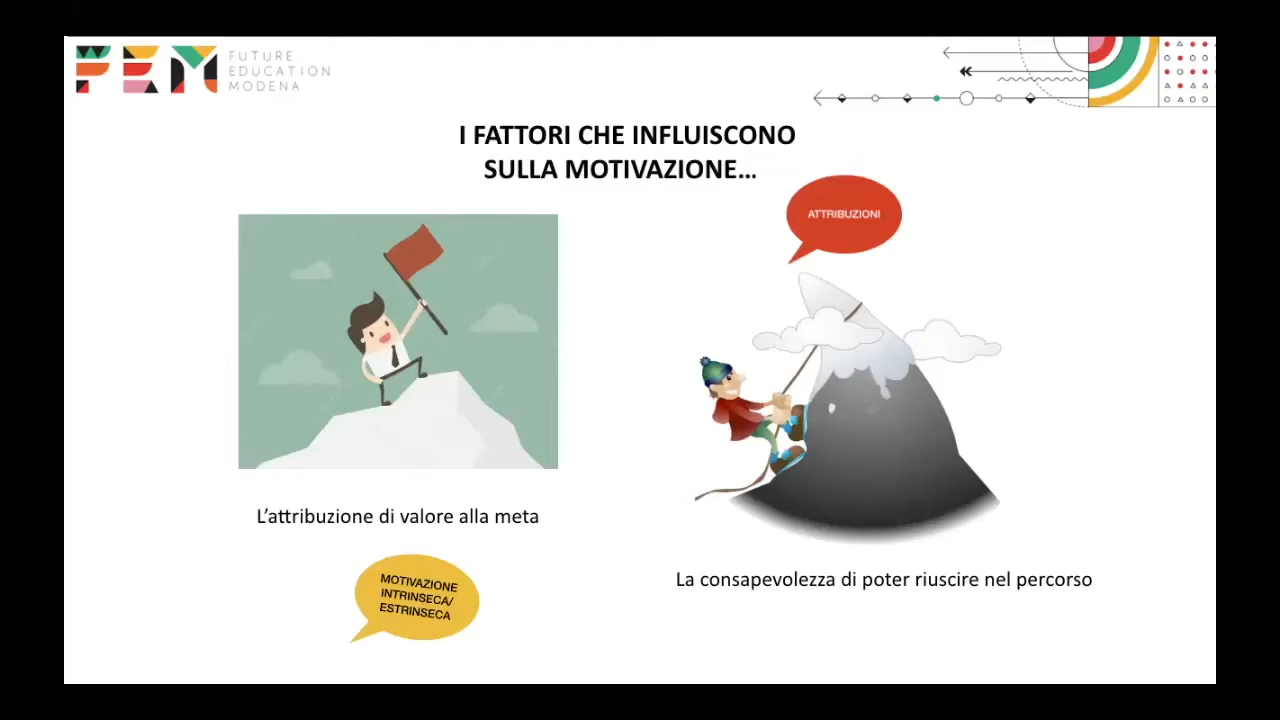 FEM
FUTURE
EDUCATION
MODENA
I FATTORI CHE INFLUISCONO
SULLA MOTIVAZIONE...
ATTRIBUZIONI
L'attribuzione di valore alla meta
MOTIVAZIONE
INTRINSECA/
ESTRINSECA
La consapevolezza di poter riuscire nel percorso